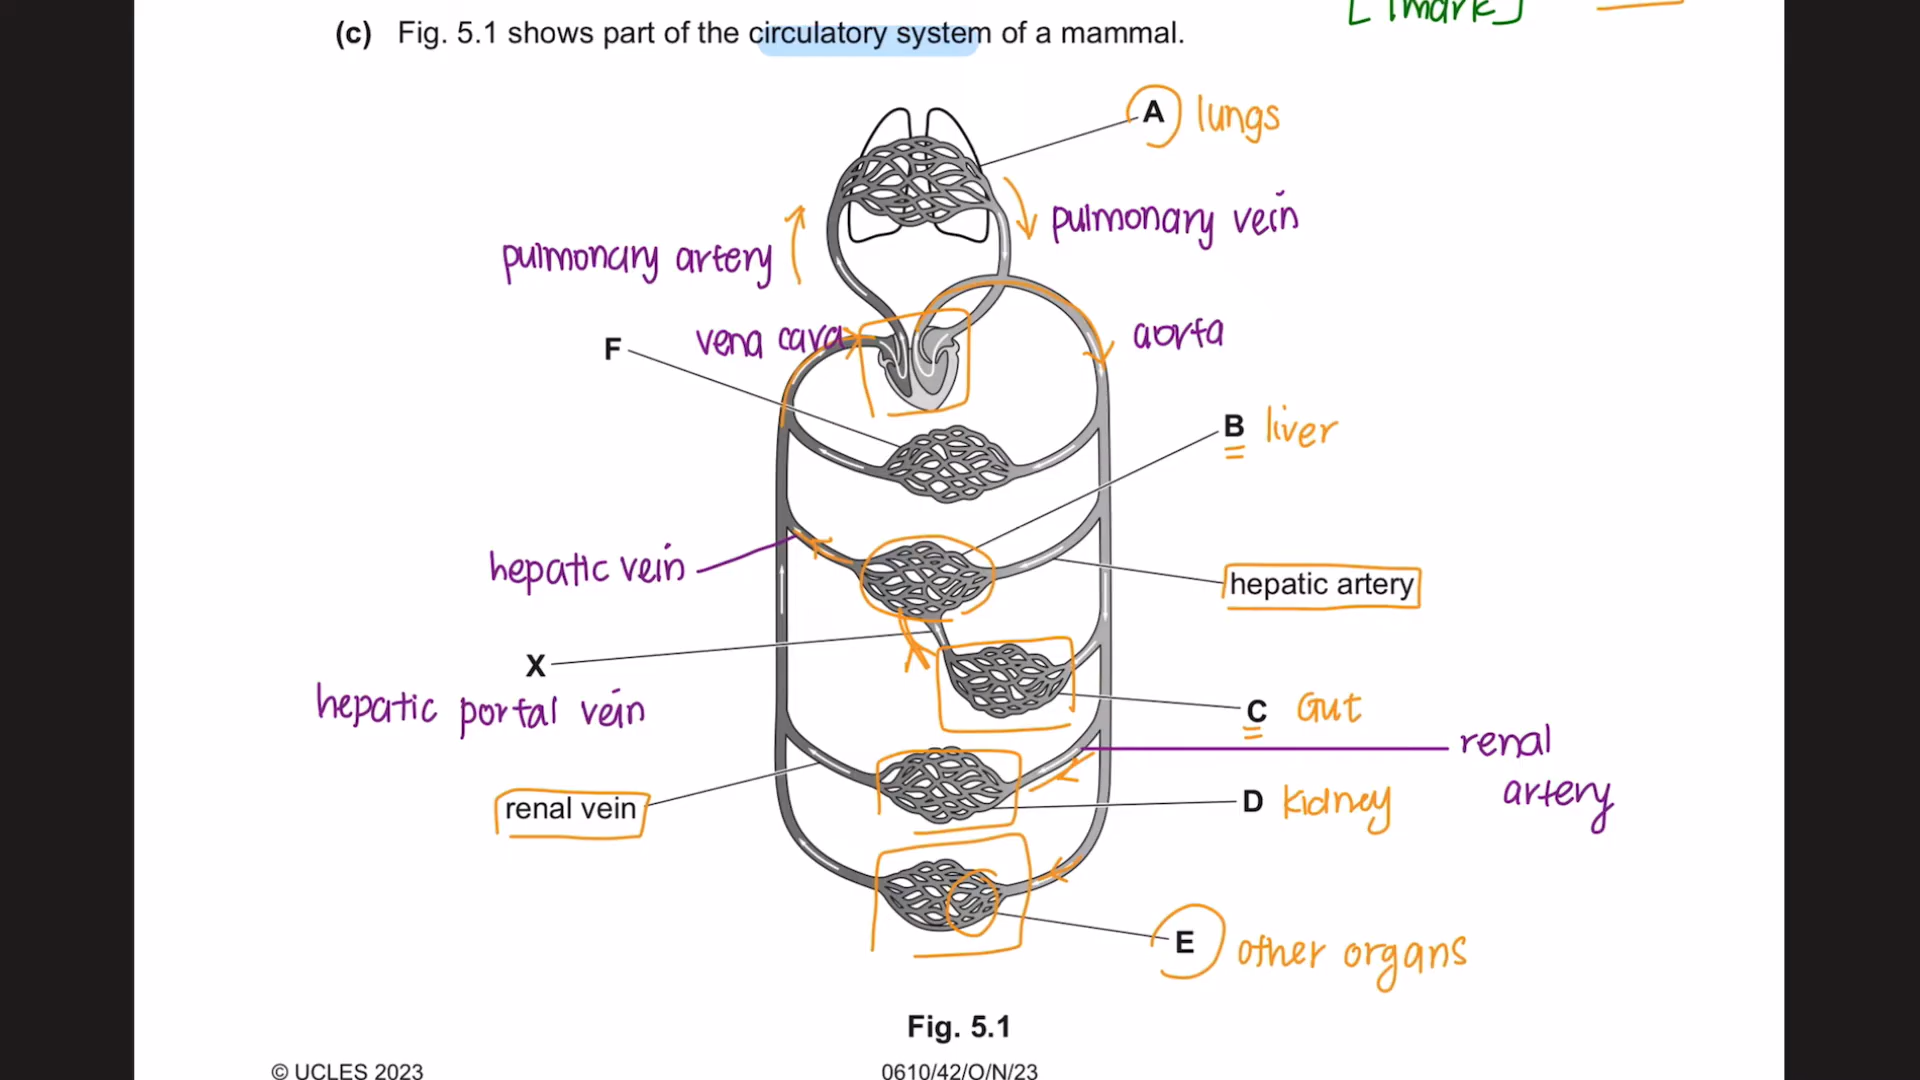 [1mark]
(c) Fig. 5.1 shows part of the circulatory system of a mammal.
A lungs
pulmonary vein
pulmonary artery
vena cava
aorta
F
B liver
hepatic artery
hepatic vein
X
hepatic portal vein
C Gut
renal
artery
D kidney
renal vein
E other organs
Fig. 5.1
© UCLES 2023
0610/42/O/N/23